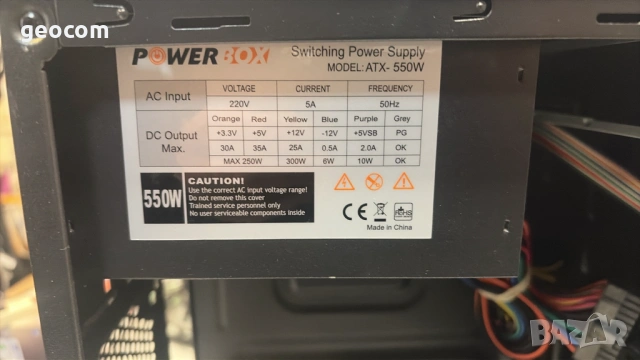 geocom
POWER BOX
Switching Power Supply
MODEL: ATX- 550W
AC Input VOLTAGE CURRENT FREQUENCY
220V 5A 50Hz
DC Output Max. Orange Red Yellow Blue Purple Grey
+3.3V +5V +12V -12V +5VSB PG
30A 35A 25A 0.5A 2.0A OK
MAX 250W 300W 6W 10W OK
550W
CAUTION!
Use the correct AC input voltage range!
Do not remove this cover
Trained service personnel only
No user serviceable components inside
CE
RoHS
Made in China
BAZAR